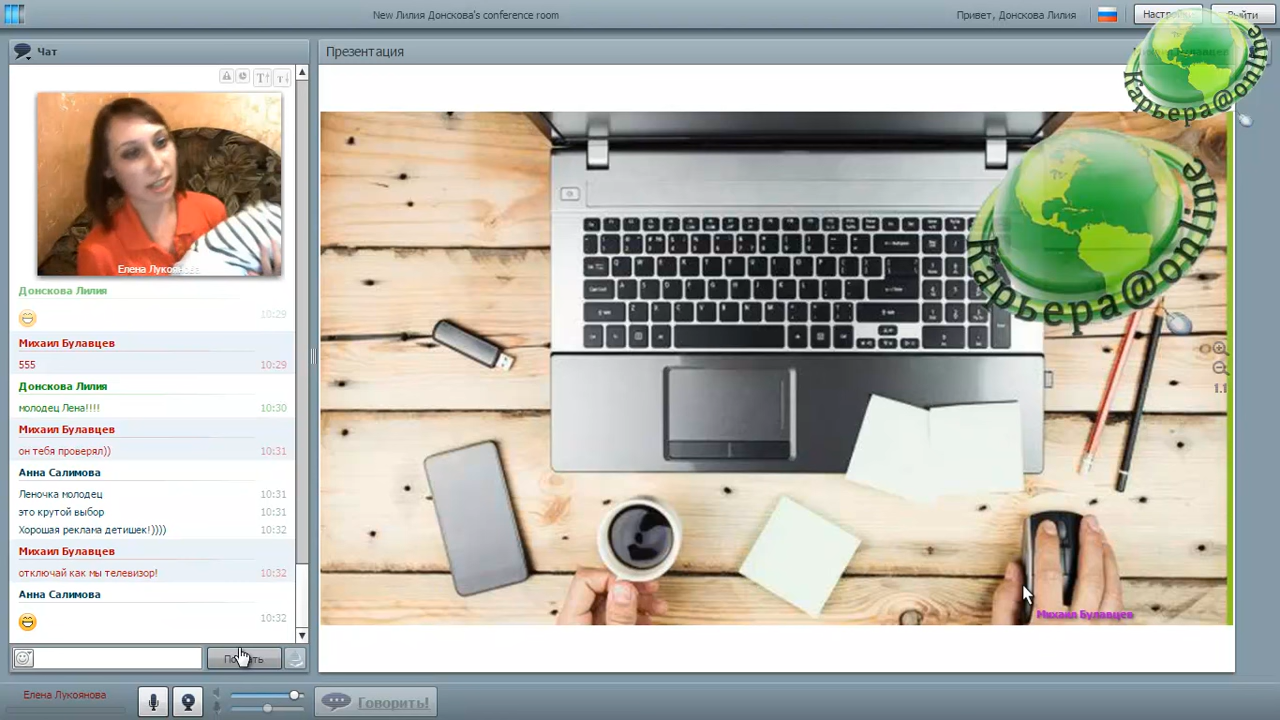 New Лилия Донскова's conference room
Привет, Донскова Лилия
Выйти
Чат
Презентация
Елена Лукоянова
Донскова Лилия
10:29
Михаил Булавцев
555 10:29
Донскова Лилия
молодец Лена!!!! 10:30
Михаил Булавцев
он тебя проверял)) 10:31
Анна Салимова
Леночка молодец 10:31
это крутой выбор 10:31
Хорошая реклама детишек!)))) 10:32
Михаил Булавцев
отключай как мы телевизор! 10:32
Анна Салимова
10:32
Елена Лукоянова
Говорить!
Михаил Булавцев
Карьера@online
Карьера@online
1:1